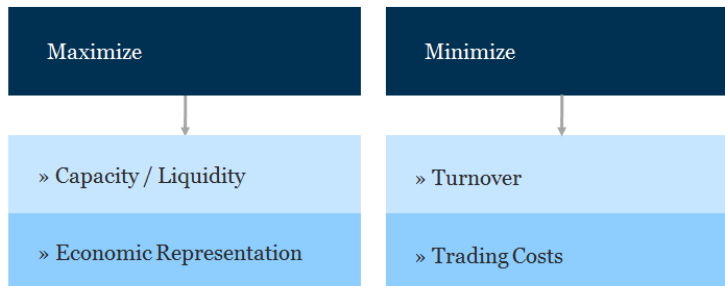 Maximize
» Capacity / Liquidity
» Economic Representation
Minimize
» Turnover
» Trading Costs